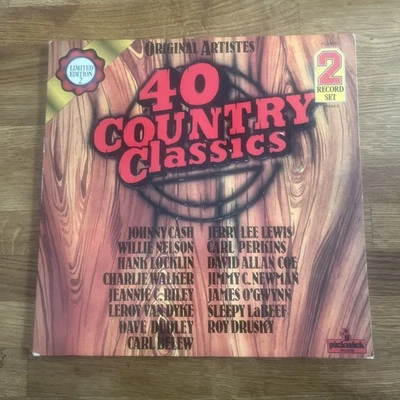 ORIGINAL ARTISTES
LIMITED
EDITION
2
40
COUNTRY
Classics
2
RECORD
SET
JOHNNY CASH
WILLIE NELSON
HANK LOCKLIN
CHARLIE WALKER
JEANNIE C. RILEY
LEROY VAN DYKE
DAVE DUDLEY
CARL BELEW
JERRY LEE LEWIS
CARL PERKINS
DAVID ALLAN COE
JIMMY C. NEWMAN
JAMES O'GWYNN
SLEEPY LaBEEF
ROY DRUSKY
pickwick